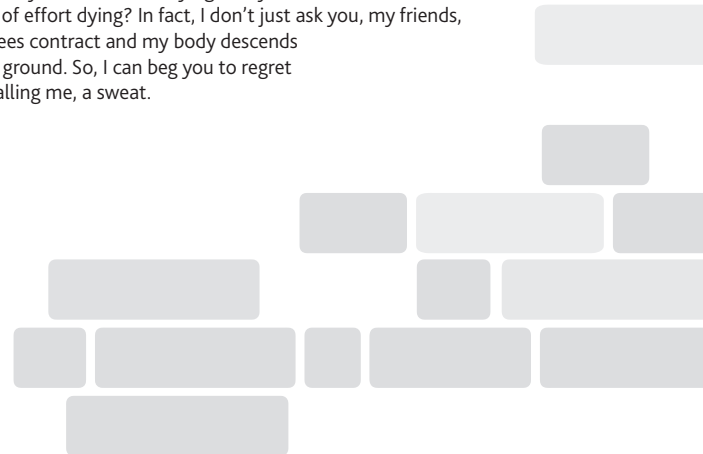 of effort dying? In fact, I don't just ask you, my friends,
ees contract and my body descends
ground. So, I can beg you to regret
alling me, a sweat.